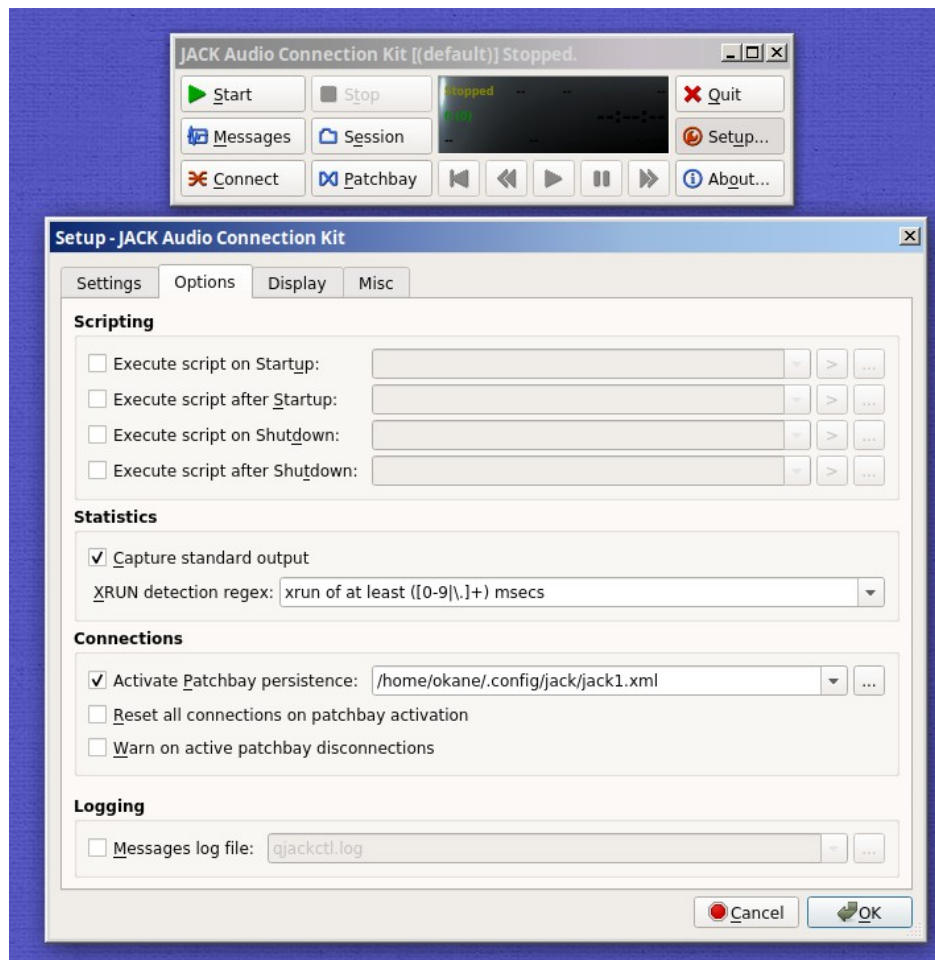 JACK Audio Connection Kit [(default)] Stopped.
Start
Stop
Stopped -- -- --
(0) --:--:--
-- --
Quit
Messages
Session
Setup...
Connect
Patchbay
About...
Setup - JACK Audio Connection Kit
Settings Options Display Misc
Scripting
Execute script on Startup: > ...
Execute script after Startup: > ...
Execute script on Shutdown: > ...
Execute script after Shutdown: > ...
Statistics
Capture standard output
XRUN detection regex: xrun of at least ([0-9|\.]+) msecs
Connections
Activate Patchbay persistence: /home/okane/.config/jack/jack1.xml ...
Reset all connections on patchbay activation
Warn on active patchbay disconnections
Logging
Messages log file: qjackctl.log ...
Cancel OK